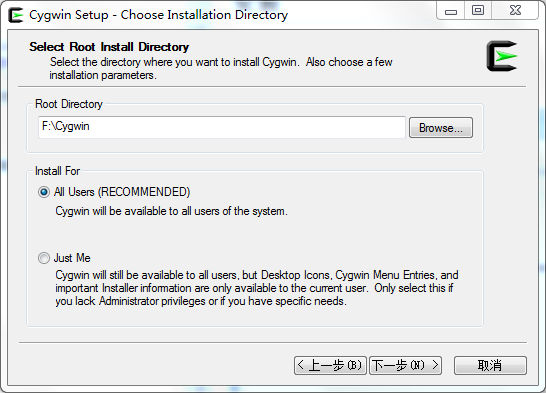 Cygwin Setup - Choose Installation Directory
Select Root Install Directory
Select the directory where you want to install Cygwin. Also choose a few
installation parameters.
Root Directory
F:\Cygwin
Browse...
Install For
All Users (RECOMMENDED)
Cygwin will be available to all users of the system.
Just Me
Cygwin will still be available to all users, but Desktop Icons, Cygwin Menu Entries, and
important Installer information are only available to the current user. Only select this if
you lack Administrator privileges or if you have specific needs.
< 上一步(B) 下一步(N) > 取消